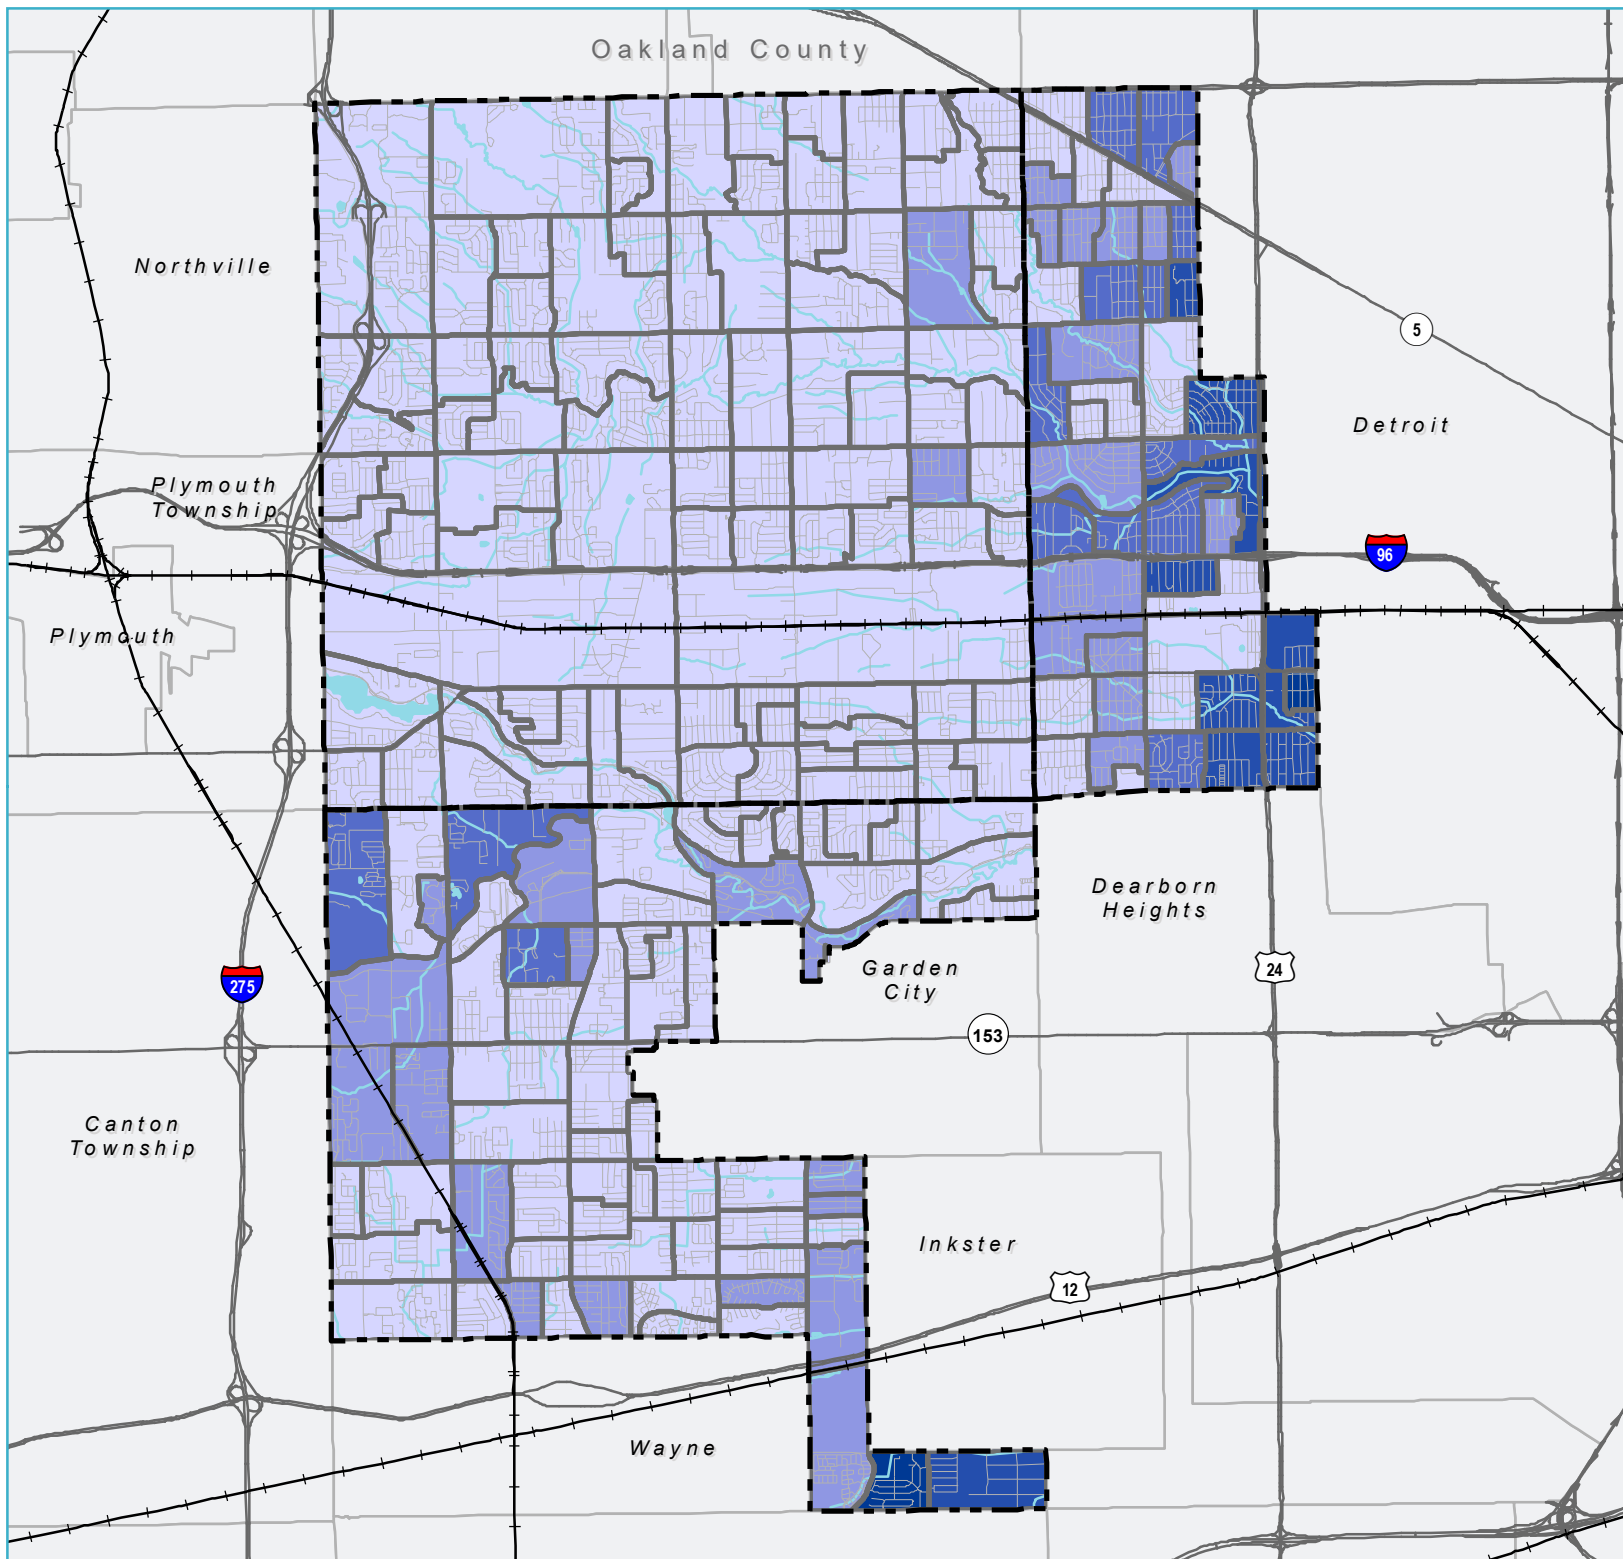 Oakland County
Northville
5
Detroit
Plymouth
Township
96
Plymouth
Dearborn
Heights
Garden
City
24
275
153
Canton
Township
Inkster
12
Wayne